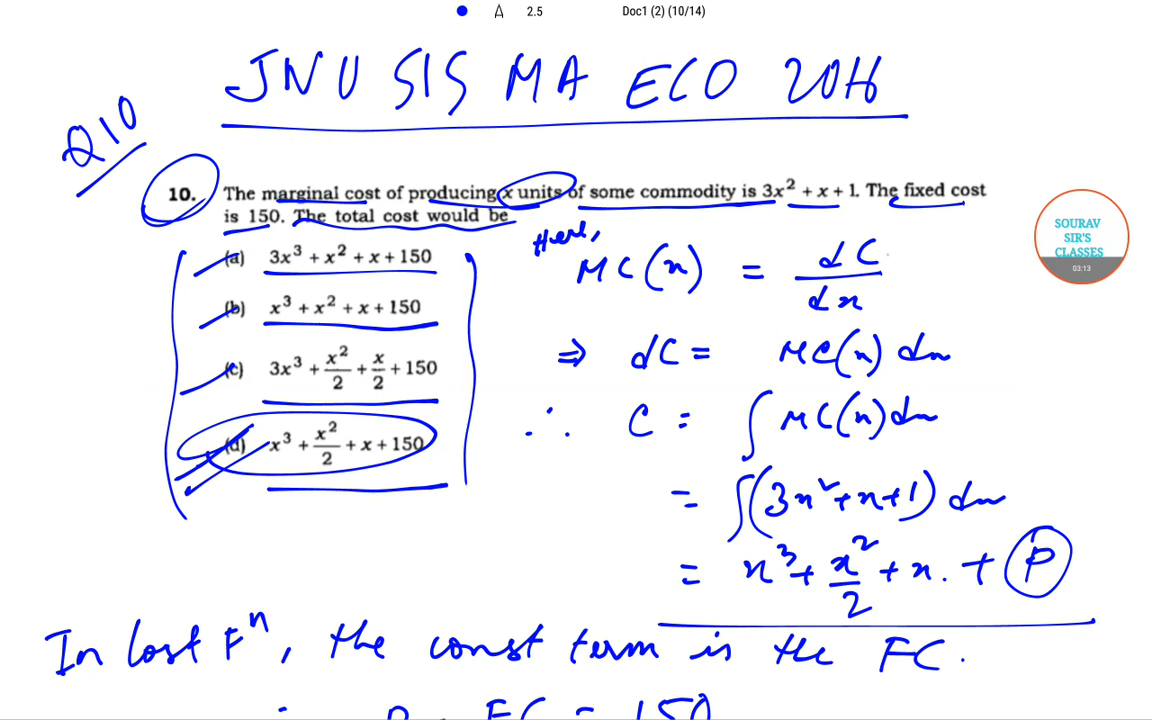 2.5 Doc1 (2) (10/14)
JNU SIS MA ECO 2016
Q10
10. The marginal cost of producing x units of some commodity is 3x² + x + 1. The fixed cost
is 150. The total cost would be
(a) 3x³ + x² + x + 150
(b) x³ + x² + x + 150
(c) 3x³ + x²/2 + x/2 + 150
(d) x³ + x²/2 + x + 150
Here,
MC(x) = dC/dx
⇒ dC = MC(x) dx
∴ C = ∫ MC(x) dx
= ∫(3x²+x+1) dx
= x³ + x²/2 + x. + P
In Cost Fⁿ, the const term is the FC.
∴ P = FC = 150
SOURAV
SIR'S
CLASSES
03:13